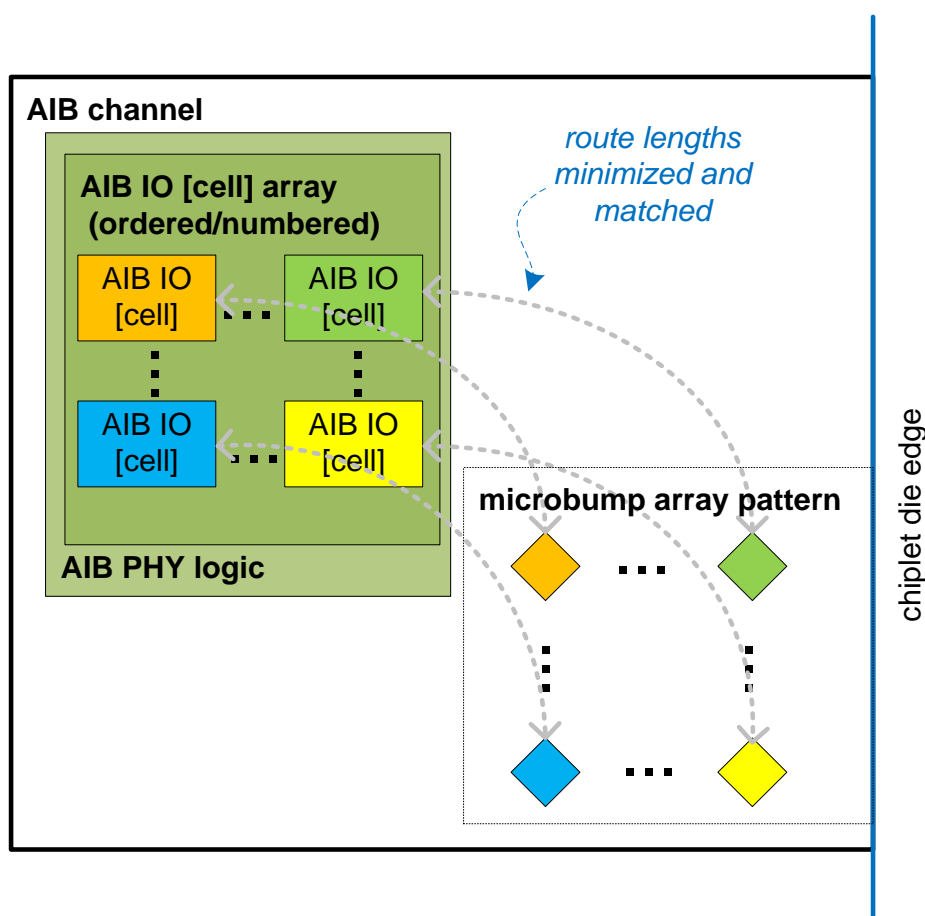 AIB channel
route lengths
minimized and
matched
AIB IO [cell] array
(ordered/numbered)
AIB IO
[cell]
AIB IO
[cell]
AIB IO
[cell]
AIB IO
[cell]
AIB PHY logic
microbump array pattern
chiplet die edge